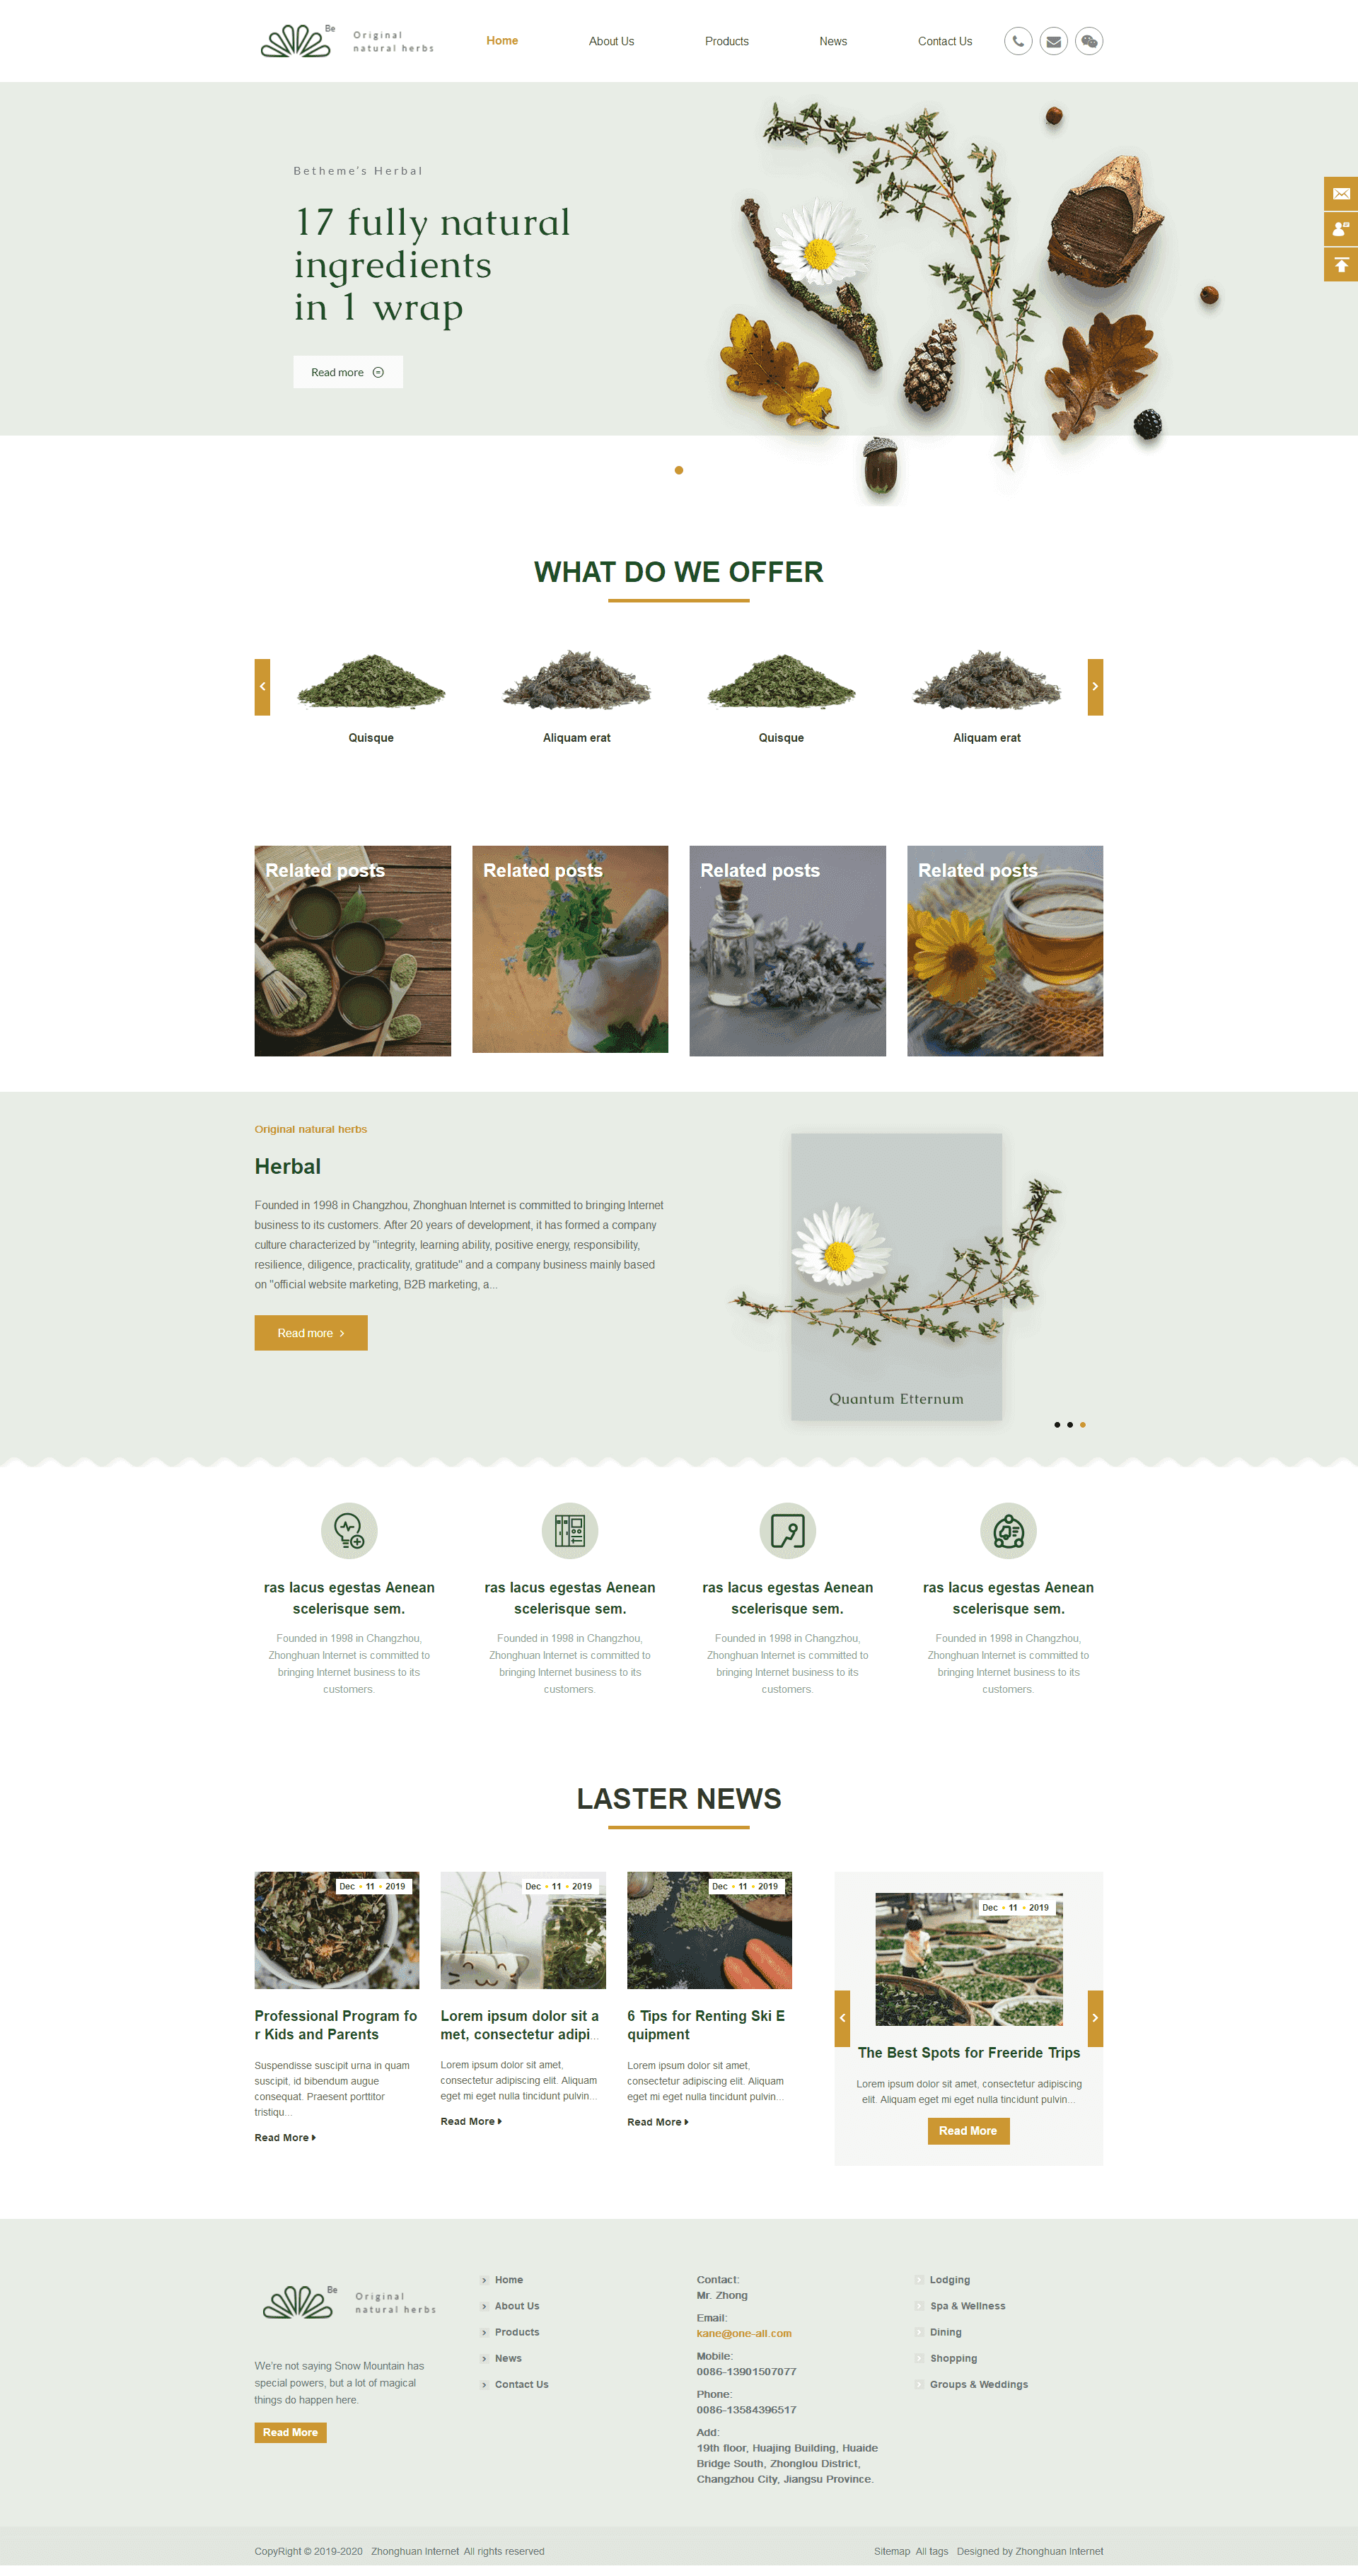 Be
Original
natural herbs
Home
About Us
Products
News
Contact Us
Betheme's Herbal
17 fully natural
ingredients
in 1 wrap
Read more
WHAT DO WE OFFER
Quisque
Aliquam erat
Quisque
Aliquam erat
Related posts
Related posts
Related posts
Related posts
Original natural herbs
Herbal
Founded in 1998 in Changzhou, Zhonghuan Internet is committed to bringing Internet
business to its customers. After 20 years of development, it has formed a company
culture characterized by "integrity, learning ability, positive energy, responsibility,
resilience, diligence, practicality, gratitude" and a company business mainly based
on "official website marketing, B2B marketing, a...
Read more
Quantum Etternum
ras lacus egestas Aenean
scelerisque sem.
Founded in 1998 in Changzhou,
Zhonghuan Internet is committed to
bringing Internet business to its
customers.
ras lacus egestas Aenean
scelerisque sem.
Founded in 1998 in Changzhou,
Zhonghuan Internet is committed to
bringing Internet business to its
customers.
ras lacus egestas Aenean
scelerisque sem.
Founded in 1998 in Changzhou,
Zhonghuan Internet is committed to
bringing Internet business to its
customers.
ras lacus egestas Aenean
scelerisque sem.
Founded in 1998 in Changzhou,
Zhonghuan Internet is committed to
bringing Internet business to its
customers.
LASTER NEWS
Dec • 11 • 2019
Professional Program fo
r Kids and Parents
Suspendisse suscipit urna in quam
suscipit, id bibendum augue
consequat. Praesent porttitor
tristiqu...
Read More
Dec • 11 • 2019
Lorem ipsum dolor sit a
met, consectetur adipi...
Lorem ipsum dolor sit amet,
consectetur adipiscing elit. Aliquam
eget mi eget nulla tincidunt pulvin...
Read More
Dec • 11 • 2019
6 Tips for Renting Ski E
quipment
Lorem ipsum dolor sit amet,
consectetur adipiscing elit. Aliquam
eget mi eget nulla tincidunt pulvin...
Read More
Dec • 11 • 2019
The Best Spots for Freeride Trips
Lorem ipsum dolor sit amet, consectetur adipiscing
elit. Aliquam eget mi eget nulla tincidunt pulvin...
Read More
Be
Original
natural herbs
We're not saying Snow Mountain has
special powers, but a lot of magical
things do happen here.
Read More
Home
About Us
Products
News
Contact Us
Contact:
Mr. Zhong
Email:
kane@one-all.com
Mobile:
0086-13901507077
Phone:
0086-13584396517
Add:
19th floor, Huajing Building, Huaide
Bridge South, Zhonglou District,
Changzhou City, Jiangsu Province.
Lodging
Spa & Wellness
Dining
Shopping
Groups & Weddings
CopyRight © 2019-2020 Zhonghuan Internet All rights reserved
Sitemap All tags Designed by Zhonghuan Internet